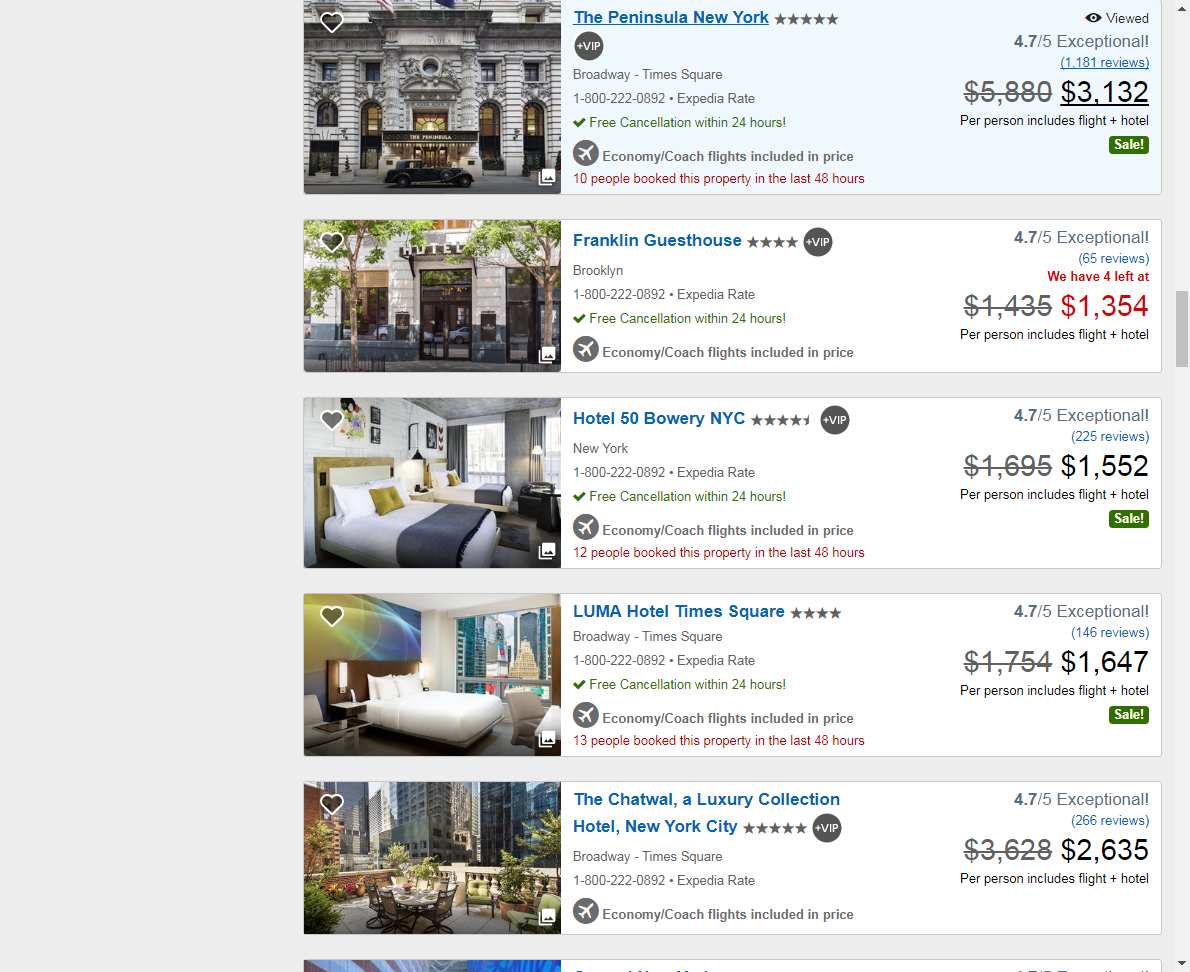 The Peninsula New York
Viewed
+VIP
4.7/5 Exceptional!
(1,181 reviews)
Broadway - Times Square
$5,880 $3,132
1-800-222-0892 • Expedia Rate
Per person includes flight + hotel
Free Cancellation within 24 hours!
Sale!
Economy/Coach flights included in price
10 people booked this property in the last 48 hours
THE PENINSULA
Franklin Guesthouse +VIP
4.7/5 Exceptional!
(65 reviews)
Brooklyn
We have 4 left at
1-800-222-0892 • Expedia Rate
$1,435 $1,354
Free Cancellation within 24 hours!
Per person includes flight + hotel
Economy/Coach flights included in price
HOTEL
Hotel 50 Bowery NYC +VIP
4.7/5 Exceptional!
(225 reviews)
New York
1-800-222-0892 • Expedia Rate
$1,695 $1,552
Free Cancellation within 24 hours!
Per person includes flight + hotel
Sale!
Economy/Coach flights included in price
12 people booked this property in the last 48 hours
LUMA Hotel Times Square
4.7/5 Exceptional!
(146 reviews)
Broadway - Times Square
1-800-222-0892 • Expedia Rate
$1,754 $1,647
Free Cancellation within 24 hours!
Per person includes flight + hotel
Sale!
Economy/Coach flights included in price
13 people booked this property in the last 48 hours
The Chatwal, a Luxury Collection
Hotel, New York City +VIP
4.7/5 Exceptional!
(266 reviews)
Broadway - Times Square
$3,628 $2,635
1-800-222-0892 • Expedia Rate
Per person includes flight + hotel
Economy/Coach flights included in price